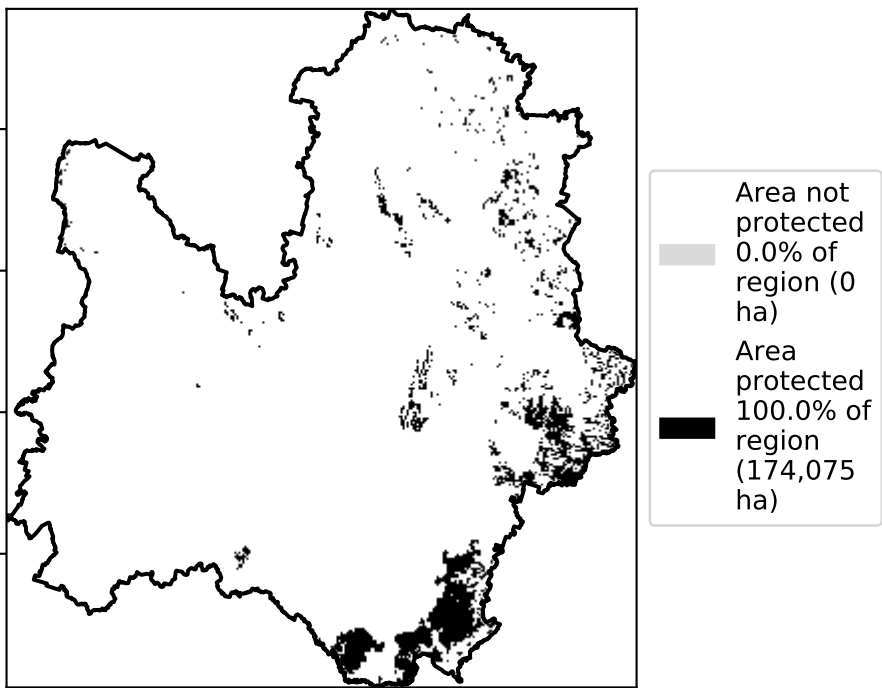 Area not
protected
0.0% of
region (0
ha)
Area
protected
100.0% of
region
(174,075
ha)